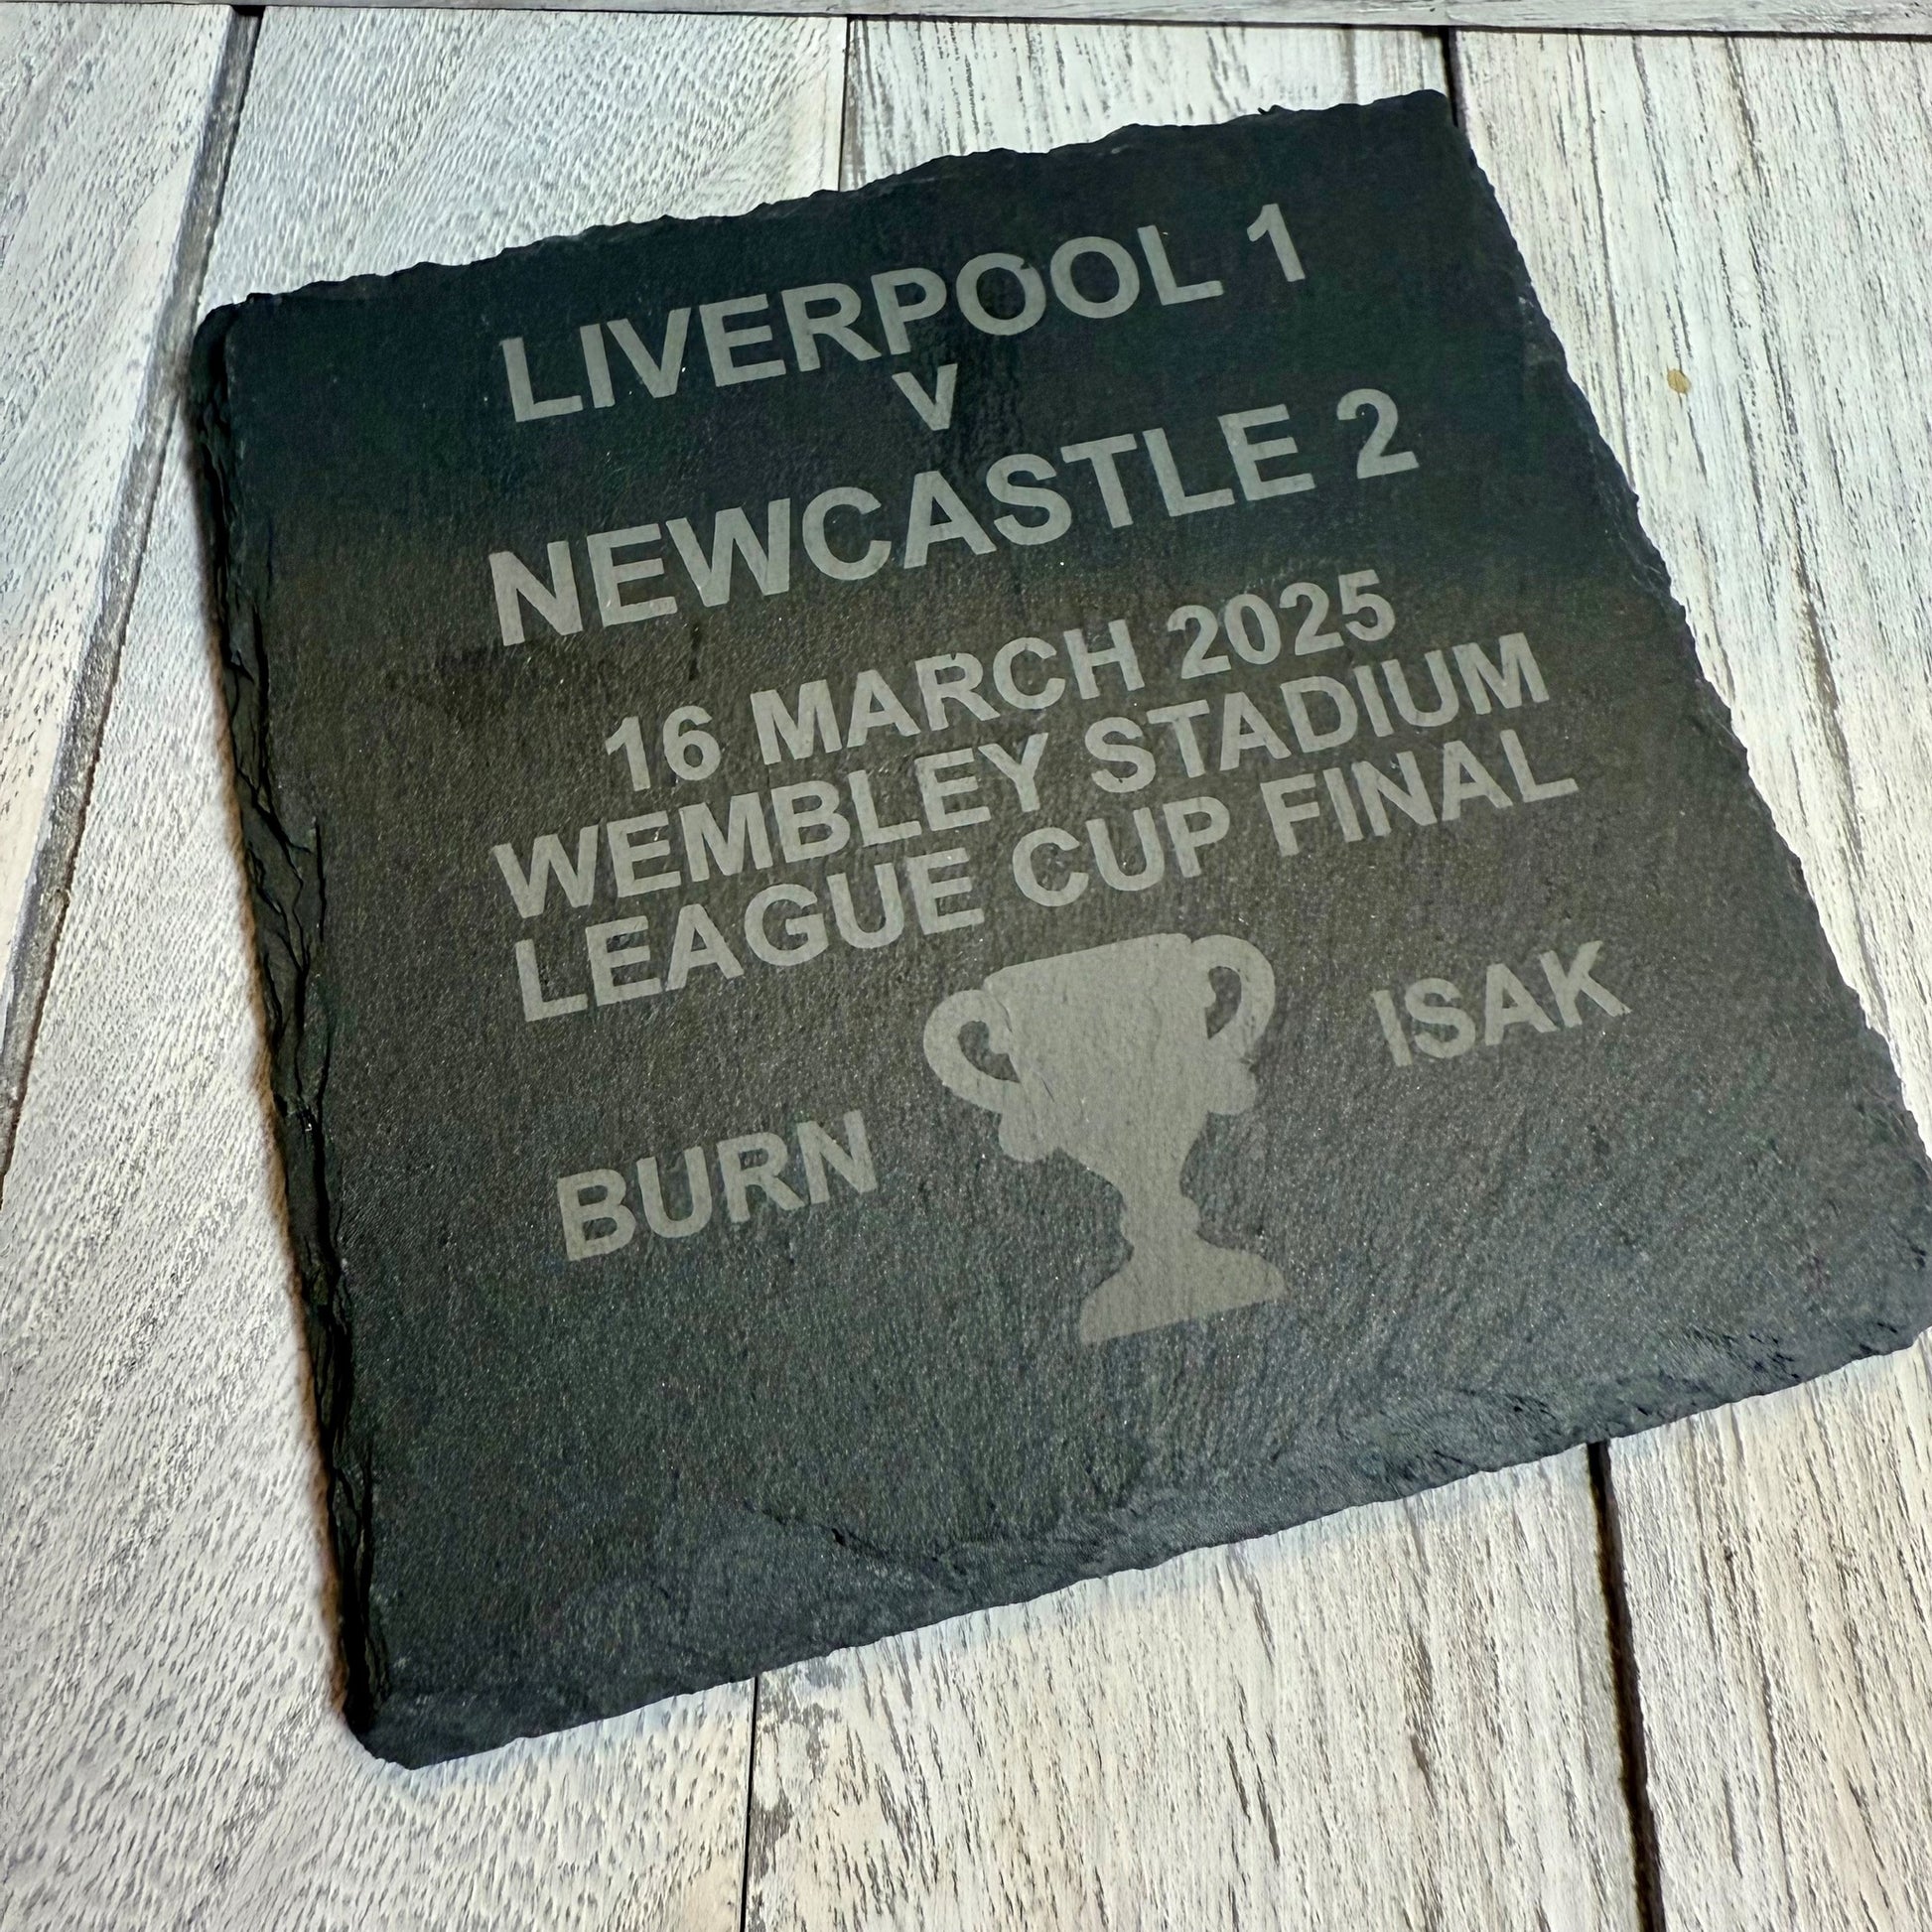 LIVERPOOL 1
v
NEWCASTLE 2
16 MARCH 2025
WEMBLEY STADIUM
LEAGUE CUP FINAL
BURN
ISAK